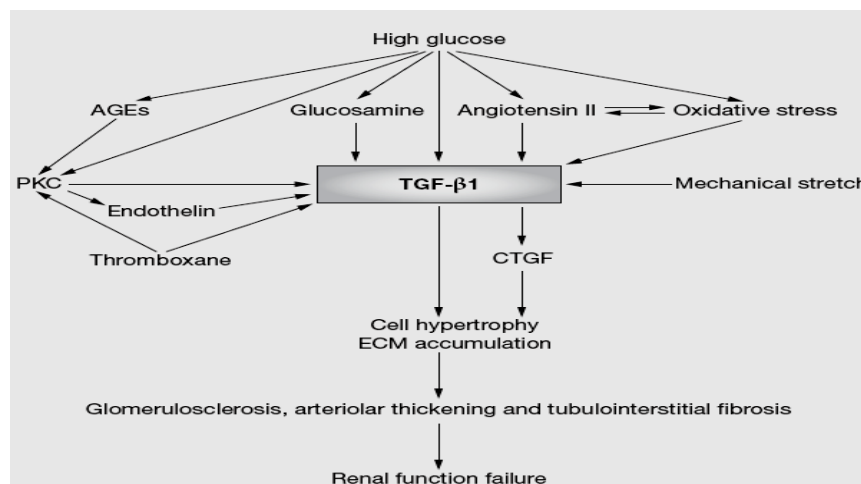 High glucose
AGEs
Glucosamine
Angiotensin II
Oxidative stress
PKC
TGF-β1
Mechanical stretch
Endothelin
Thromboxane
CTGF
Cell hypertrophy
ECM accumulation
Glomerulosclerosis, arteriolar thickening and tubulointerstitial fibrosis
Renal function failure